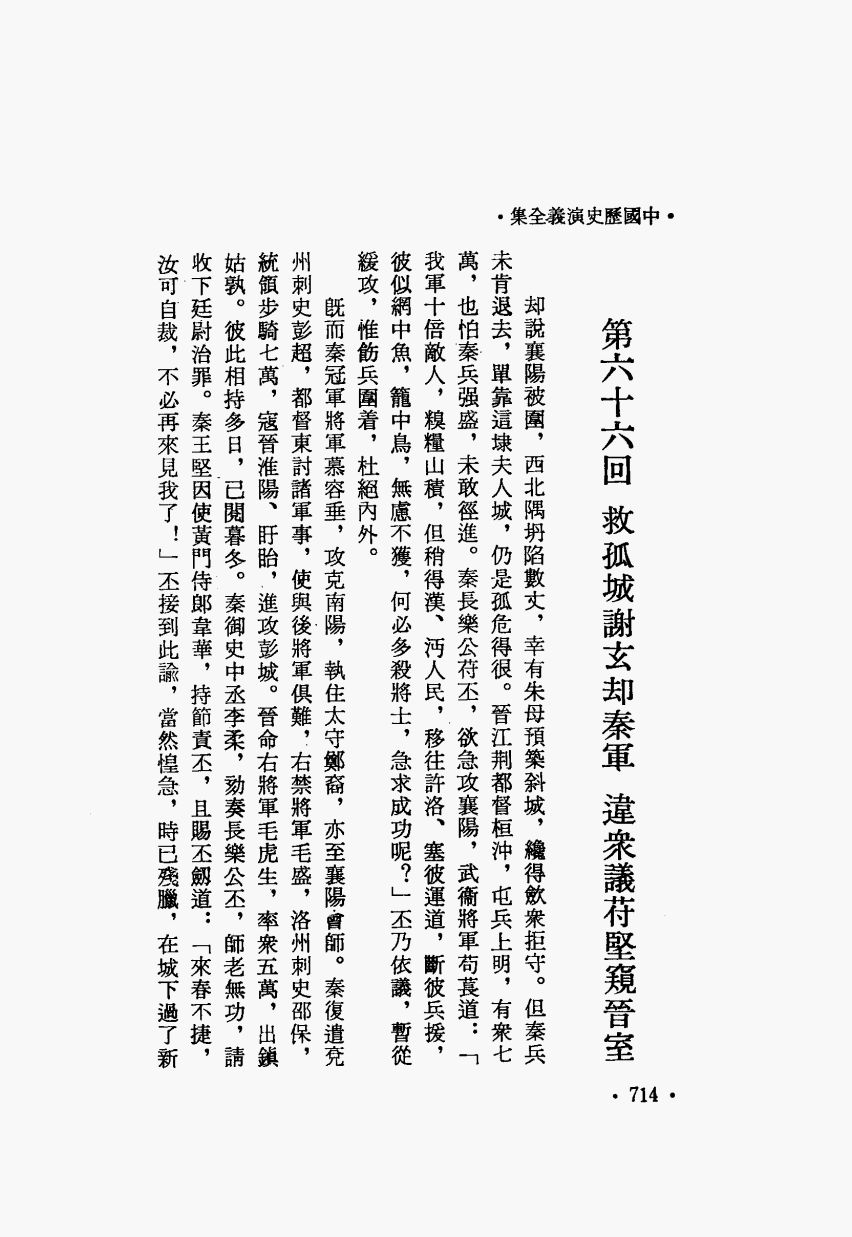 •中國歷史演義全集•
第六十六回 救孤城謝玄却秦軍 違衆議苻堅窺晉室
却說襄陽被圍，西北隅坍陷數丈，幸有朱母預築斜城，纔得歛衆拒守。但秦兵
未肯退去，單靠這埭夫人城，仍是孤危得很。晉江荆都督桓沖，屯兵上明，有衆七
萬，也怕秦兵强盛，未敢徑進。秦長樂公苻丕，欲急攻襄陽，武衞將軍苟萇道：「
我軍十倍敵人，糗糧山積，但稍得漢、沔人民，移往許洛、塞彼運道，斷彼兵援，
彼似網中魚，籠中鳥，無慮不獲，何必多殺將士，急求成功呢？」丕乃依議，暫從
緩攻，惟飭兵圍着，杜絕內外。
旣而秦冠軍將軍慕容垂，攻克南陽，執住太守鄭裔，亦至襄陽會師。秦復遣兗
州刺史彭超，都督東討諸軍事，使與後將軍俱難，右禁將軍毛盛，洛州刺史邵保，
統領步騎七萬，寇晉淮陽、盱眙，進攻彭城。晉命右將軍毛虎生，率衆五萬，出鎮
姑孰。彼此相持多日，已閱暮冬。秦御史中丞李柔，劾奏長樂公丕，師老無功，請
收下廷尉治罪。秦王堅因使黃門侍郎韋華，持節責丕，且賜丕劒道：「來春不捷，
汝可自裁，不必再來見我了！」丕接到此諭，當然惶急，時已殘臘，在城下過了新
•714•